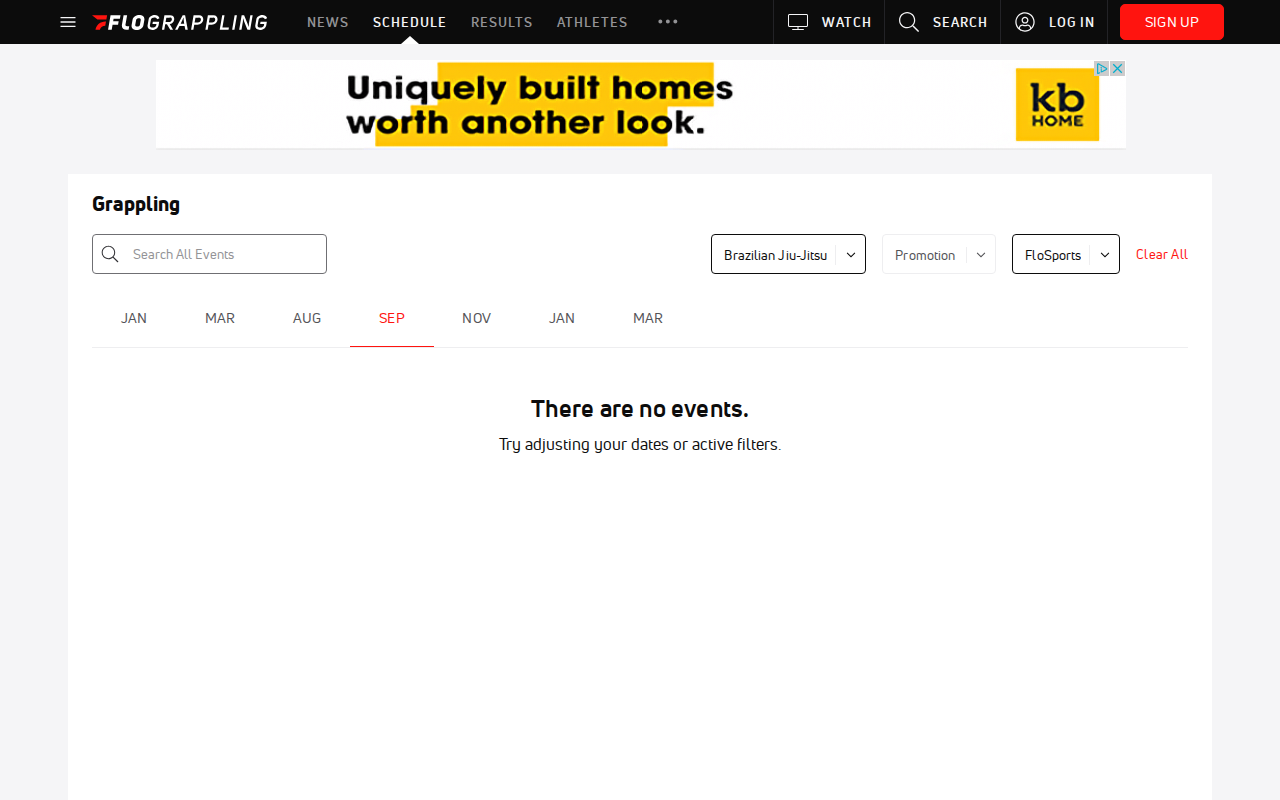 FLOGRAPPLING
NEWS
SCHEDULE
RESULTS
ATHLETES
WATCH
SEARCH
LOG IN
SIGN UP
Uniquely built homes
worth another look.
kb
HOME
Grappling
Search All Events
Brazilian Jiu-Jitsu
Promotion
FloSports
Clear All
JAN
MAR
AUG
SEP
NOV
JAN
MAR
There are no events.
Try adjusting your dates or active filters.